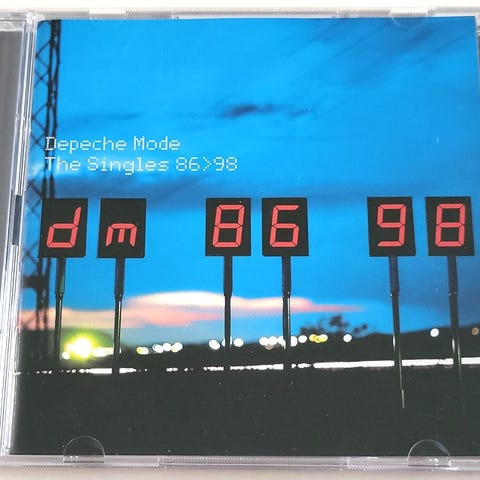 Depeche Mode
The Singles 86>98
dm 86 98